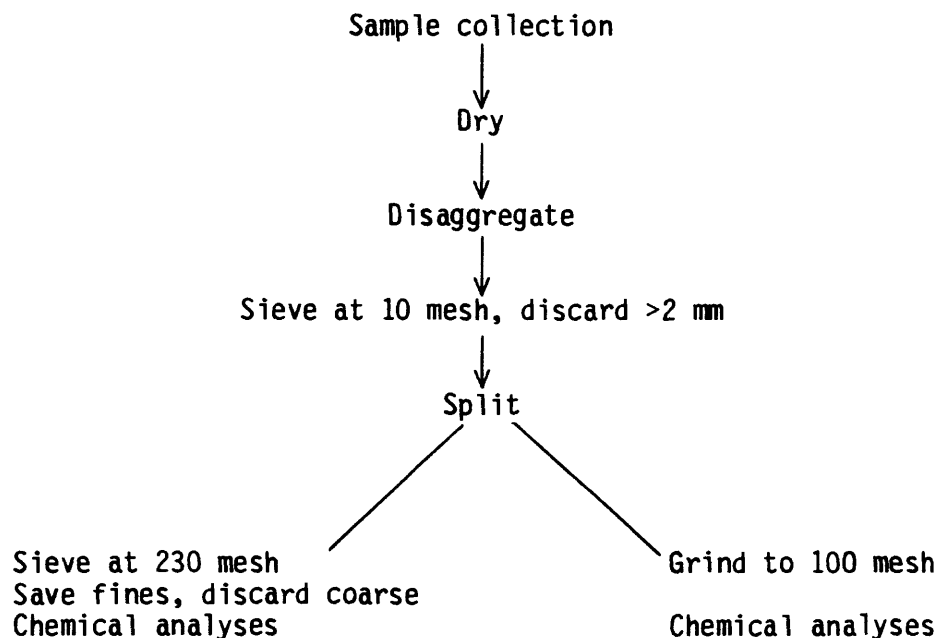 Sample collection
Dry
Disaggregate
Sieve at 10 mesh, discard >2 mm
Split
Sieve at 230 mesh
Save fines, discard coarse
Chemical analyses
Grind to 100 mesh
Chemical analyses